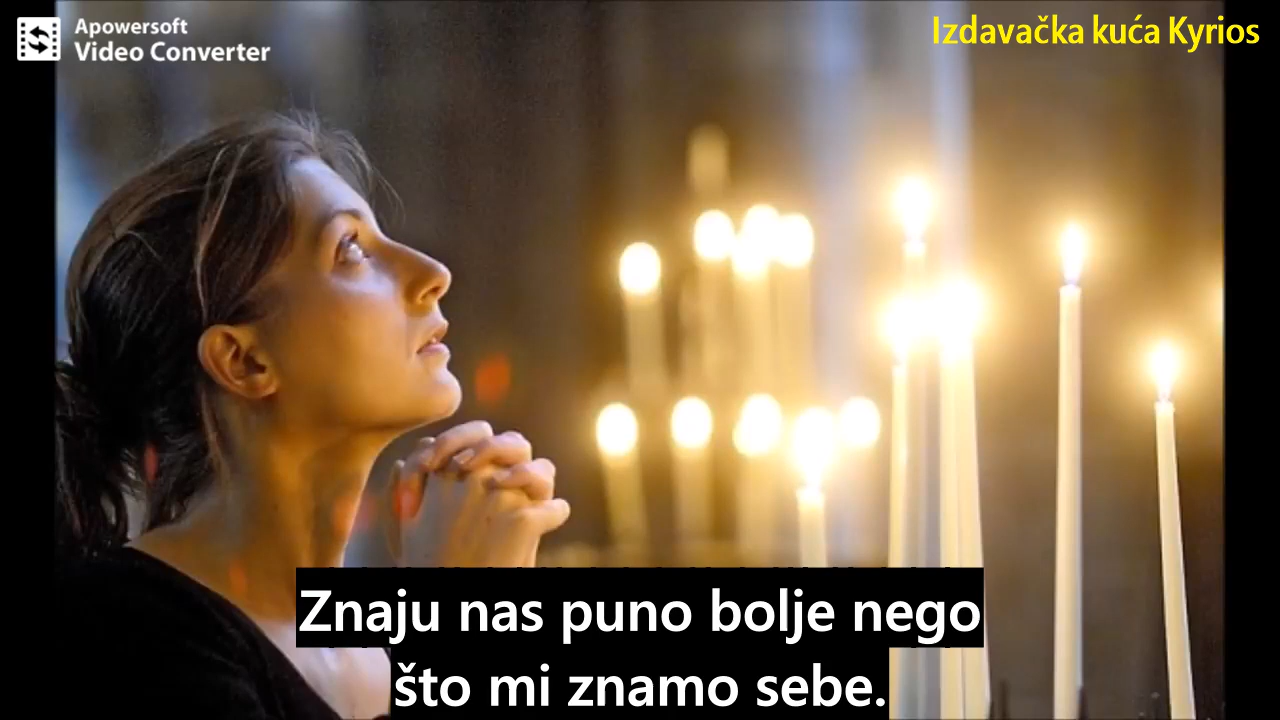 Apowersoft
Video Converter
Izdavačka kuća Kyrios
Znaju nas puno bolje nego
što mi znamo sebe.